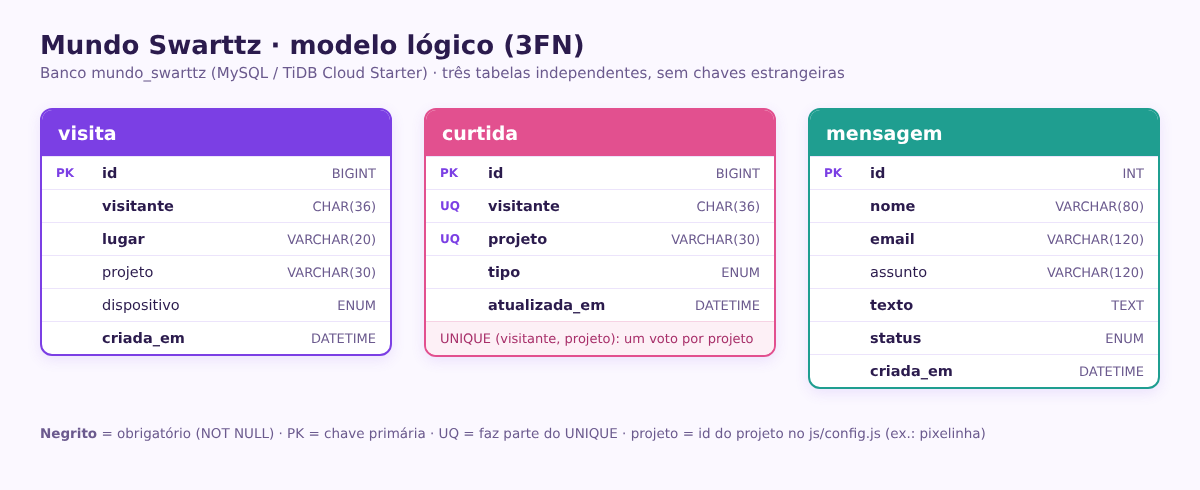 Mundo Swarttz · modelo lógico (3FN)
Banco mundo_swarttz (MySQL / TiDB Cloud Starter) · três tabelas independentes, sem chaves estrangeiras
visita
PK id BIGINT
visitante CHAR(36)
lugar VARCHAR(20)
projeto VARCHAR(30)
dispositivo ENUM
criada_em DATETIME
curtida
PK id BIGINT
UQ visitante CHAR(36)
UQ projeto VARCHAR(30)
tipo ENUM
atualizada_em DATETIME
UNIQUE (visitante, projeto): um voto por projeto
mensagem
PK id INT
nome VARCHAR(80)
email VARCHAR(120)
assunto VARCHAR(120)
texto TEXT
status ENUM
criada_em DATETIME
Negrito = obrigatório (NOT NULL) · PK = chave primária · UQ = faz parte do UNIQUE · projeto = id do projeto no js/config.js (ex.: pixelinha)